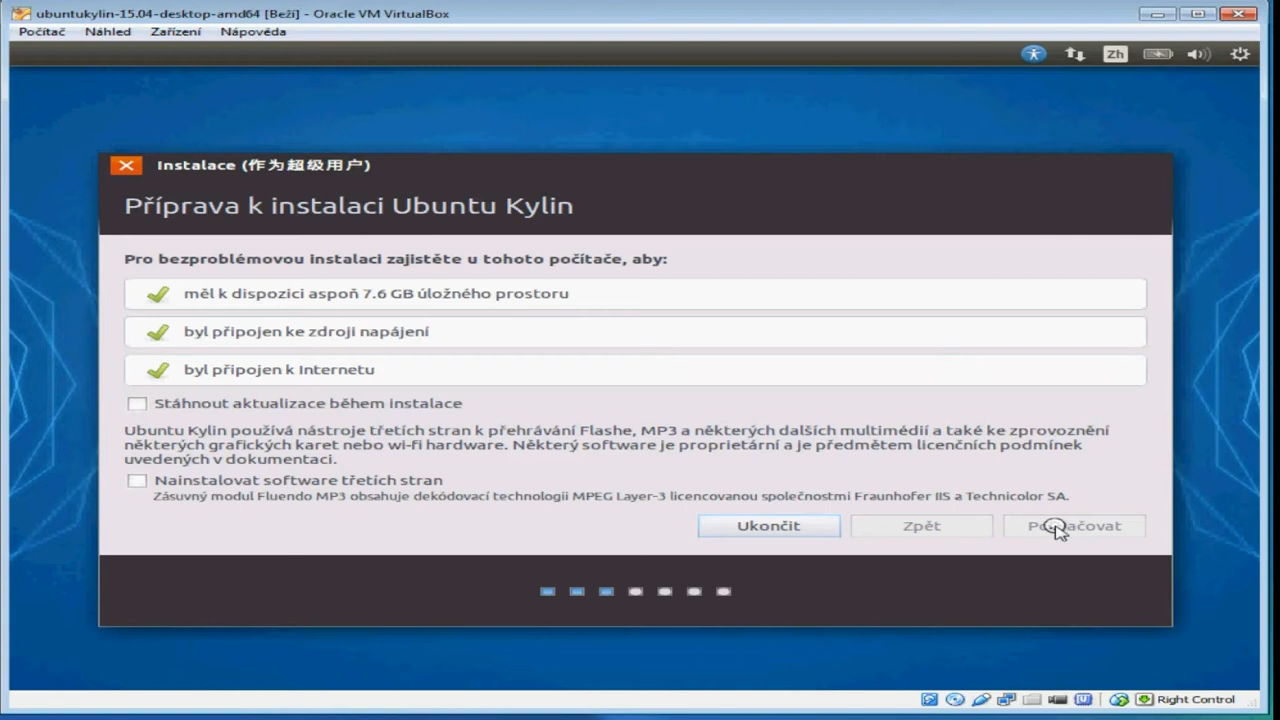 ubuntukylin-15.04-desktop-amd64 [Beží] - Oracle VM VirtualBox
Počítač Náhled Zařízení Nápověda
Zh
Instalace (作为超级用户)
Příprava k instalaci Ubuntu Kylin
Pro bezproblémovou instalaci zajistěte u tohoto počítače, aby:
měl k dispozici aspoň 7.6 GB úložného prostoru
byl připojen ke zdroji napájení
byl připojen k Internetu
Stáhnout aktualizace během instalace
Ubuntu Kylin používá nástroje třetích stran k přehrávání Flashe, MP3 a některých dalších multimédií a také ke zprovoznění
některých grafických karet nebo wi-fi hardware. Některý software je proprietární a je předmětem licenčních podmínek
uvedených v dokumentaci.
Nainstalovat software třetích stran
Zásuvný modul Fluendo MP3 obsahuje dekódovací technologii MPEG Layer-3 licencovanou společnostmi Fraunhofer IIS a Technicolor SA.
Ukončit Zpět Pokračovat
Right Control